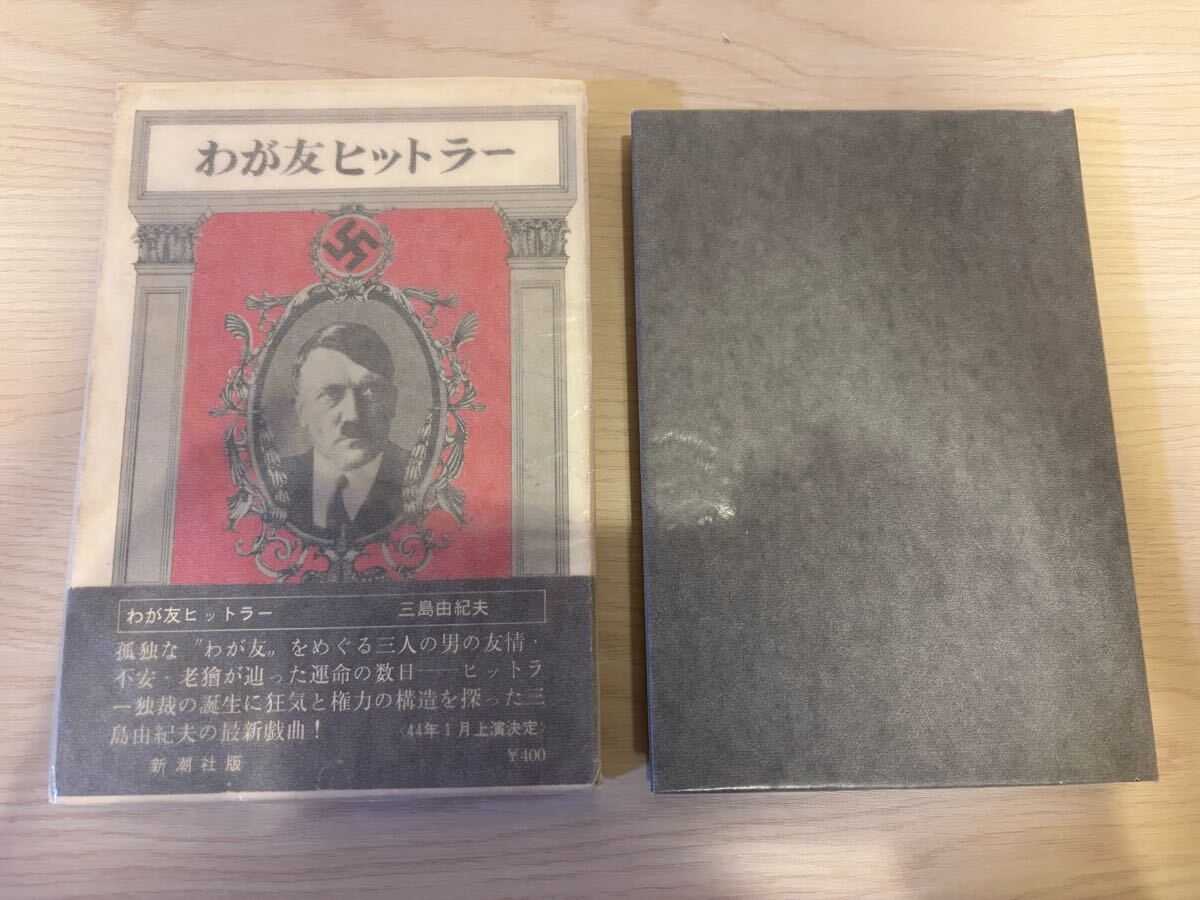 わが友ヒットラー
わが友ヒットラー 三島由紀夫
孤独な〝わが友〟をめぐる三人の男の友情・
不安・老獪が辿った運命の数日──ヒットラ
ー独裁の誕生に狂気と権力の構造を探った三
島由紀夫の最新戯曲! 〈44年1月上演決定〉
新潮社版 ¥400